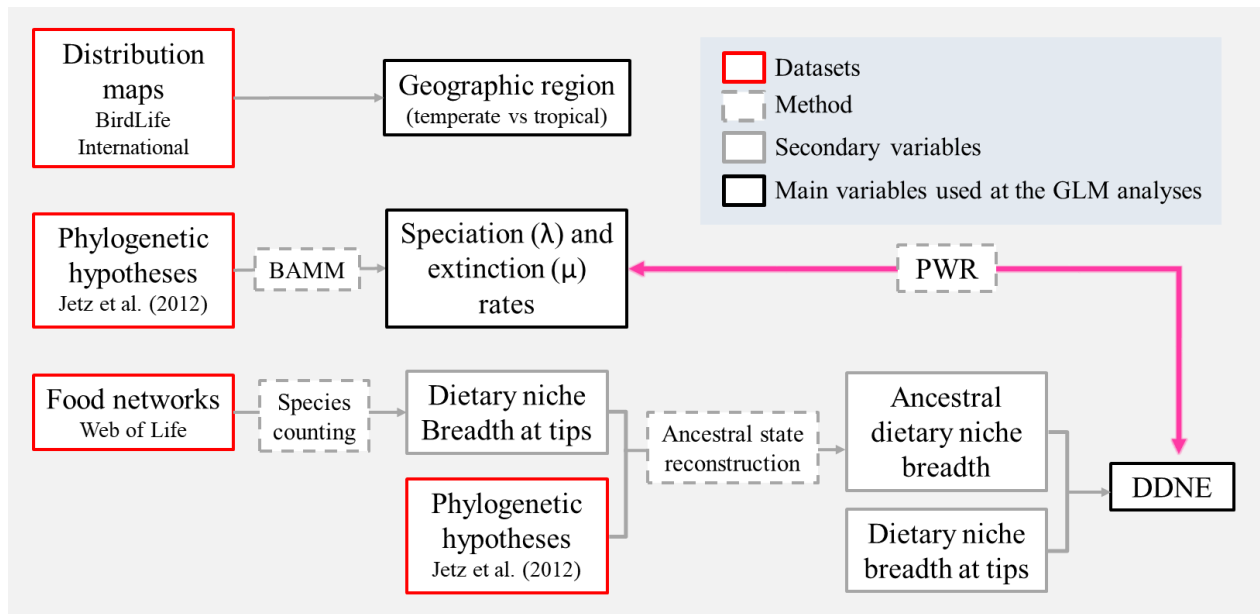 Distribution
maps
BirdLife
International
Geographic region
(temperate vs tropical)
Datasets
Method
Secondary variables
Main variables used at the GLM analyses
Phylogenetic
hypotheses
Jetz et al. (2012)
BAMM
Speciation (λ) and
extinction (μ)
rates
PWR
Food networks
Web of Life
Species
counting
Dietary niche
Breadth at tips
Phylogenetic
hypotheses
Jetz et al. (2012)
Ancestral state
reconstruction
Ancestral
dietary niche
breadth
Dietary niche
breadth at tips
DDNE